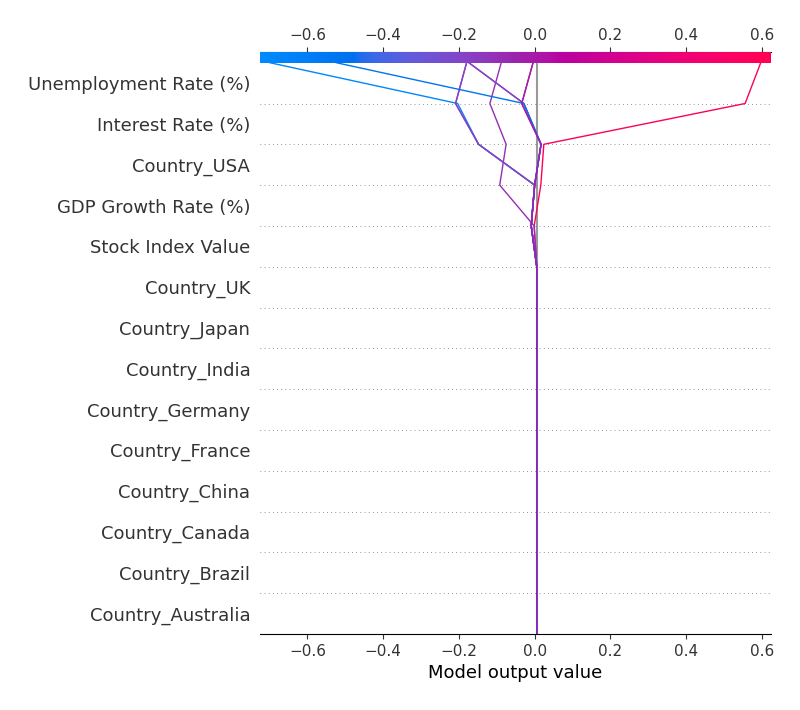 −0.6 −0.4 −0.2 0.0 0.2 0.4 0.6
Unemployment Rate (%)
Interest Rate (%)
Country_USA
GDP Growth Rate (%)
Stock Index Value
Country_UK
Country_Japan
Country_India
Country_Germany
Country_France
Country_China
Country_Canada
Country_Brazil
Country_Australia
−0.6 −0.4 −0.2 0.0 0.2 0.4 0.6
Model output value